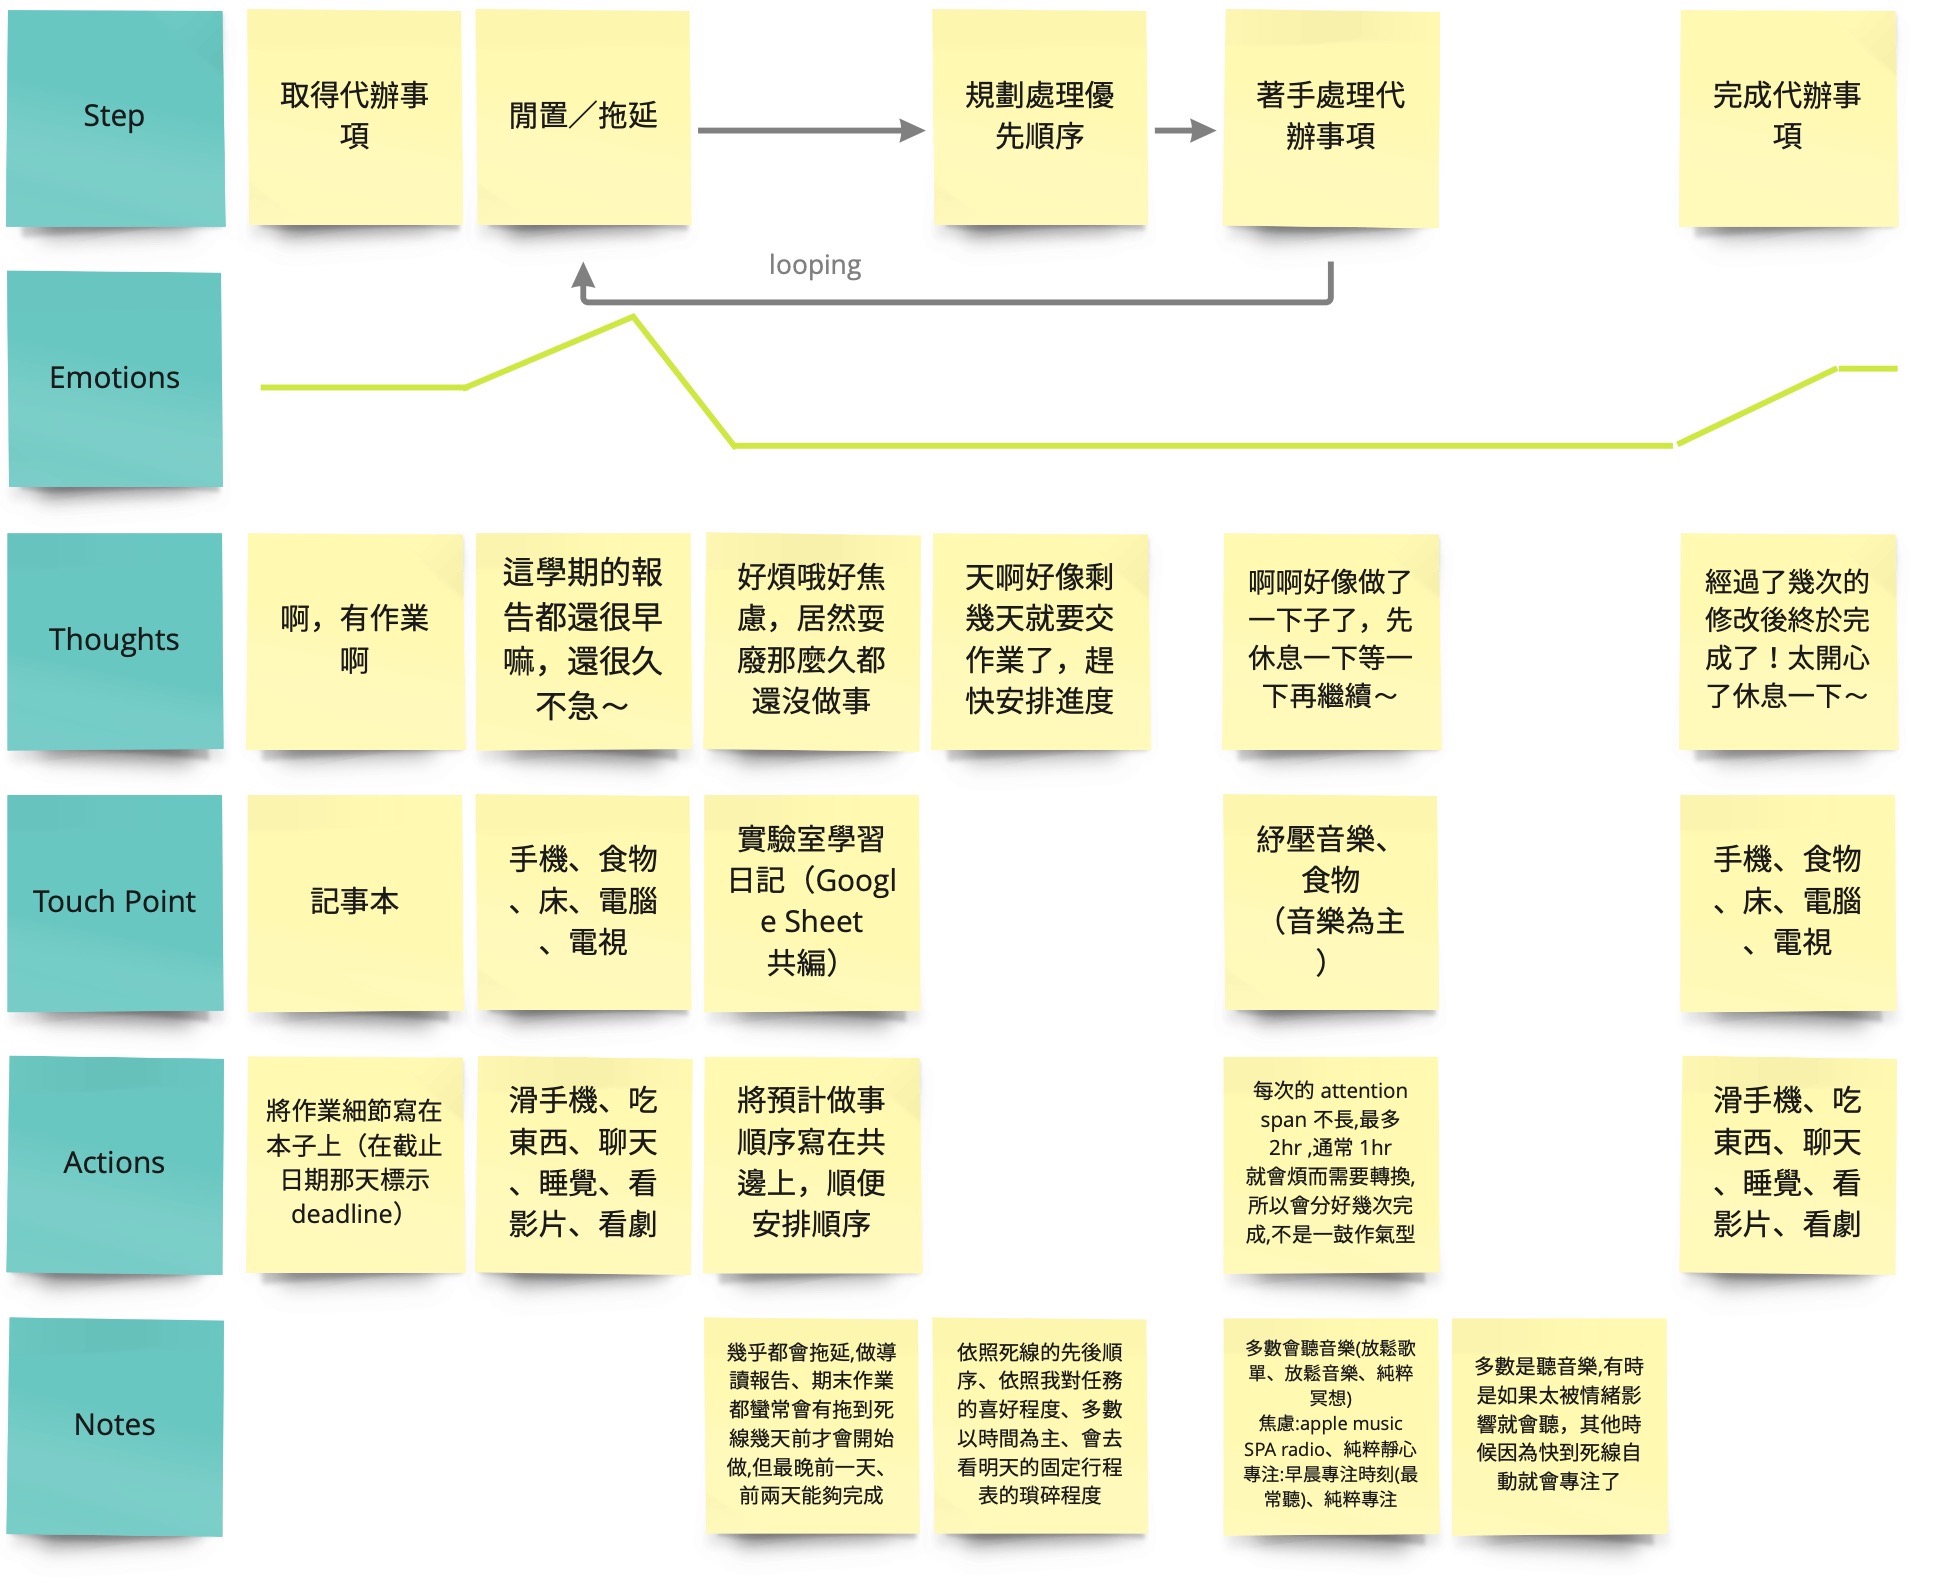 Step
取得代辦事
項
閒置／拖延
規劃處理優
先順序
著手處理代
辦事項
完成代辦事
項
looping
Emotions
Thoughts
啊，有作業
啊
這學期的報
告都還很早
嘛，還很久
不急～
好煩哦好焦
慮，居然耍
廢那麼久都
還沒做事
天啊好像剩
幾天就要交
作業了，趕
快安排進度
啊啊好像做了
一下子了，先
休息一下等一
下再繼續～
經過了幾次的
修改後終於完
成了！太開心
了休息一下～
Touch Point
記事本
手機、食物
、床、電腦
、電視
實驗室學習
日記（Googl
e Sheet
共編）
紓壓音樂、
食物
（音樂為主
）
手機、食物
、床、電腦
、電視
Actions
將作業細節寫在
本子上（在截止
日期那天標示
deadline）
滑手機、吃
東西、聊天
、睡覺、看
影片、看劇
將預計做事
順序寫在共
邊上，順便
安排順序
每次的 attention
span 不長,最多
2hr ,通常 1hr
就會煩而需要轉換,
所以會分好幾次完
成,不是一鼓作氣型
滑手機、吃
東西、聊天
、睡覺、看
影片、看劇
Notes
幾乎都會拖延,做導
讀報告、期末作業
都蠻常會有拖到死
線幾天前才會開始
做,但最晚前一天、
前兩天能夠完成
依照死線的先後順
序、依照我對任務
的喜好程度、多數
以時間為主、會去
看明天的固定行程
表的瑣碎程度
多數會聽音樂(放鬆歌
單、放鬆音樂、純粹
冥想)
焦慮:apple music
SPA radio、純粹靜心
專注:早晨專注時刻(最
常聽)、純粹專注
多數是聽音樂,有時
是如果太被情緒影
響就會聽，其他時
候因為快到死線自
動就會專注了